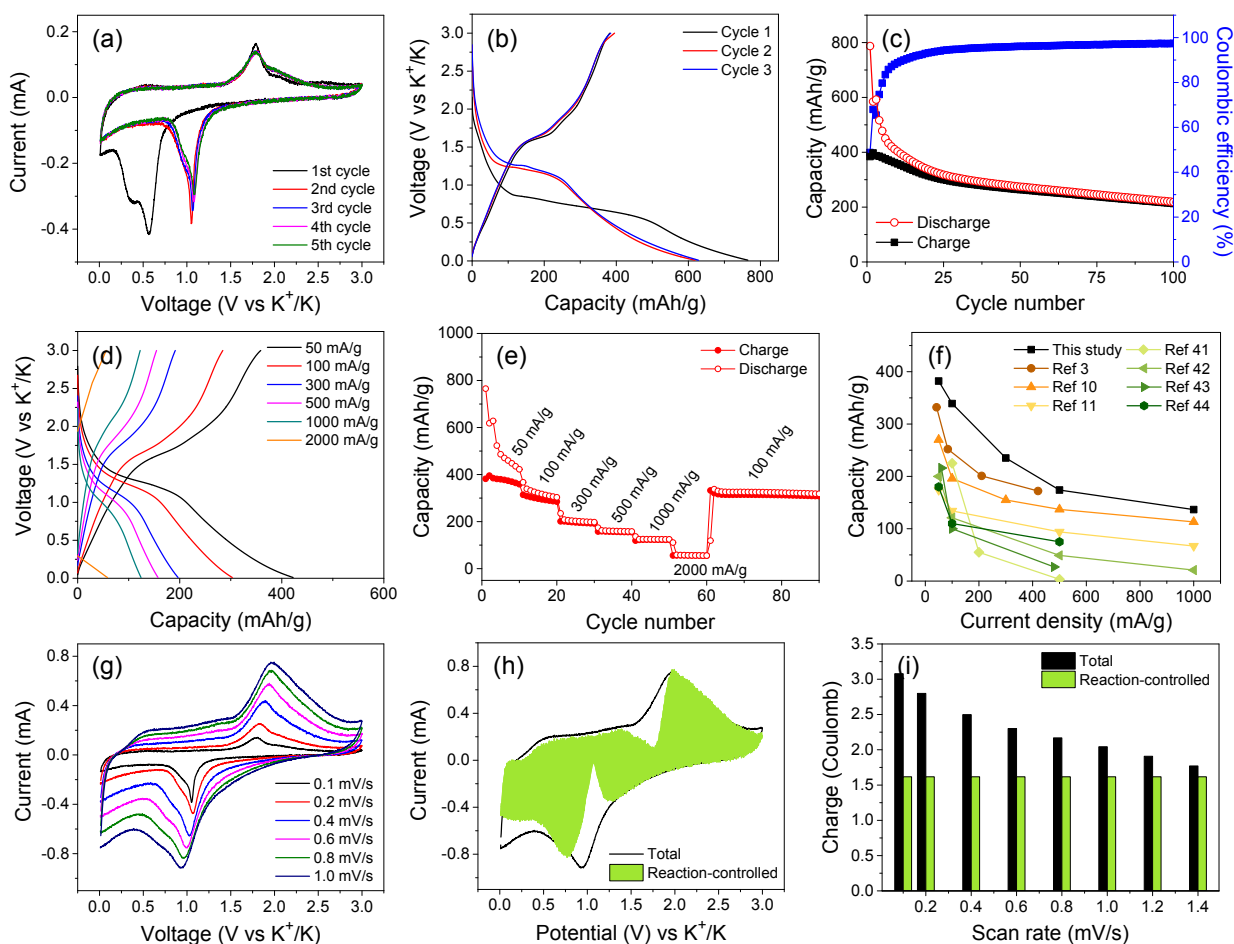 (a)
Current (mA)
0.2
0.0
-0.2
-0.4
1st cycle
2nd cycle
3rd cycle
4th cycle
5th cycle
0.0 0.5 1.0 1.5 2.0 2.5 3.0
Voltage (V vs K⁺/K)
(b)
Voltage (V vs K⁺/K)
3.0
2.5
2.0
1.5
1.0
0.5
0.0
Cycle 1
Cycle 2
Cycle 3
0 200 400 600 800
Capacity (mAh/g)
(c)
Capacity (mAh/g)
800
600
400
200
0
Discharge
Charge
100
80
60
40
20
0
Coulombic efficiency (%)
0 25 50 75 100
Cycle number
(d)
Voltage (V vs K⁺/K)
3.0
2.5
2.0
1.5
1.0
0.5
0.0
50 mA/g
100 mA/g
300 mA/g
500 mA/g
1000 mA/g
2000 mA/g
0 200 400 600
Capacity (mAh/g)
(e)
Capacity (mAh/g)
1000
800
600
400
200
0
Charge
Discharge
50 mA/g
100 mA/g
300 mA/g
500 mA/g
1000 mA/g
2000 mA/g
100 mA/g
0 20 40 60 80
Cycle number
(f)
Capacity (mAh/g)
500
400
300
200
100
0
This study
Ref 3
Ref 10
Ref 11
Ref 41
Ref 42
Ref 43
Ref 44
0 200 400 600 800 1000
Current density (mA/g)
(g)
Current (mA)
0.8
0.4
0.0
-0.4
-0.8
0.1 mV/s
0.2 mV/s
0.4 mV/s
0.6 mV/s
0.8 mV/s
1.0 mV/s
0.0 0.5 1.0 1.5 2.0 2.5 3.0
Voltage (V vs K⁺/K)
(h)
Current (mA)
0.8
0.4
0.0
-0.4
-0.8
Total
Reaction-controlled
0.0 0.5 1.0 1.5 2.0 2.5 3.0
Potential (V) vs K⁺/K
(i)
Charge (Coulomb)
3.5
3.0
2.5
2.0
1.5
1.0
0.5
0.0
Total
Reaction-controlled
0.2 0.4 0.6 0.8 1.0 1.2 1.4
Scan rate (mV/s)